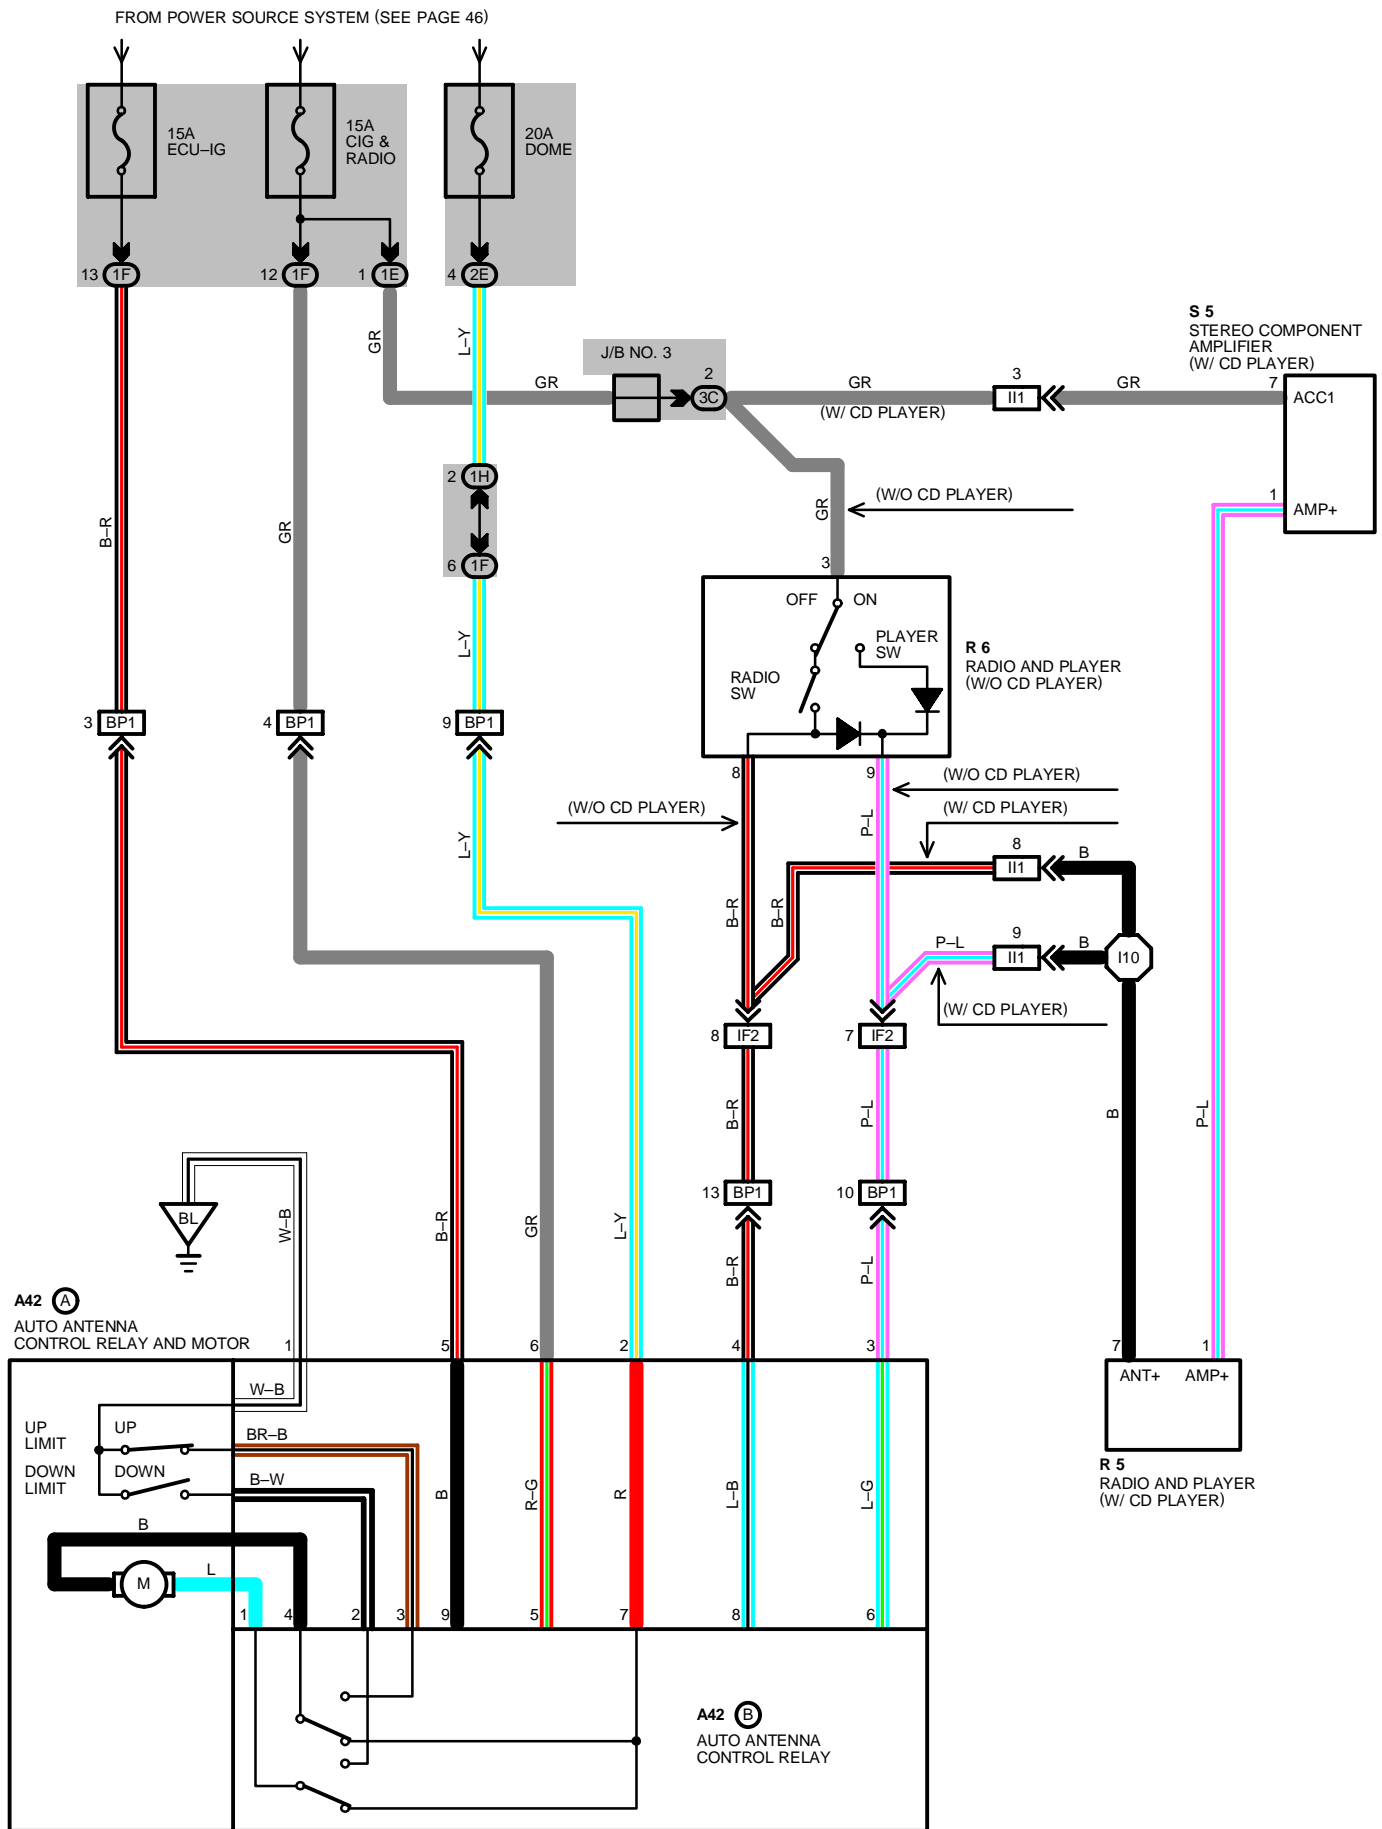 FROM POWER SOURCE SYSTEM (SEE PAGE 46)
15A
ECU–IG
15A
CIG &
RADIO
20A
DOME
13 1F
12 1F
1 1E
4 2E
L–Y
GR
S 5
STEREO COMPONENT
AMPLIFIER
(W/ CD PLAYER)
J/B NO. 3
GR
2
3C
GR
(W/ CD PLAYER)
3
II1
GR
7
ACC1
2 1H
1
AMP+
(W/O CD PLAYER)
GR
B–R
GR
6 1F
3
OFF
ON
PLAYER
SW
RADIO
SW
R 6
RADIO AND PLAYER
(W/O CD PLAYER)
L–Y
3 BP1
4 BP1
9 BP1
8
9
(W/O CD PLAYER)
(W/O CD PLAYER)
(W/ CD PLAYER)
P–L
L–Y
8
II1
B
B–R
B–R
9
P–L
II1
B
I10
(W/ CD PLAYER)
8 IF2
7 IF2
B–R
P–L
B
P–L
13 BP1
10 BP1
BL
W–B
B–R
GR
L–Y
B–R
P–L
A42 A
AUTO ANTENNA
CONTROL RELAY AND MOTOR
1
5
6
2
4
3
7
1
ANT+
AMP+
R 5
RADIO AND PLAYER
(W/ CD PLAYER)
W–B
UP
LIMIT
UP
BR–B
DOWN
LIMIT
DOWN
B–W
B
R–G
R
L–B
L–G
B
M
L
1
4
2
3
9
5
7
8
6
A42 B
AUTO ANTENNA
CONTROL RELAY